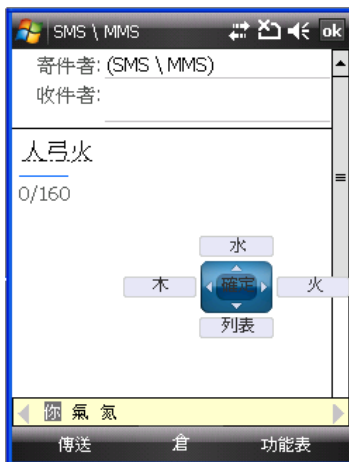 SMS \ MMS ok
寄件者: (SMS \ MMS)
收件者:
人弓火
0/160
水
木 確定 火
列表
你 氣 氮
傳送 倉 功能表